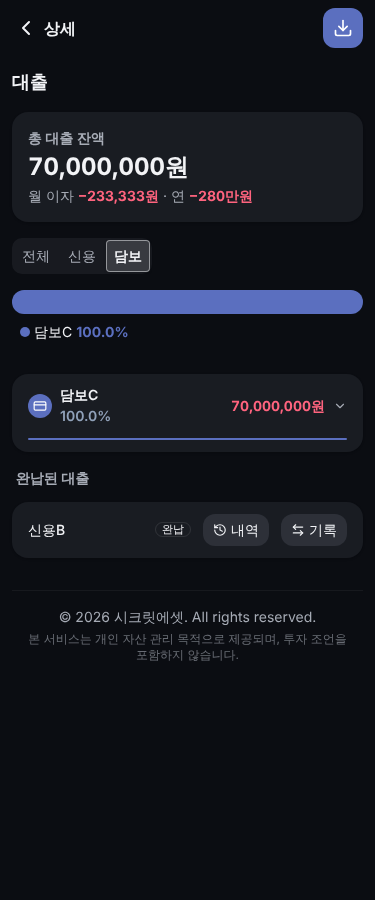 상세
대출
총 대출 잔액
70,000,000원
월 이자 −233,333원 · 연 −280만원
전체 신용 담보
담보C 100.0%
담보C
100.0%
70,000,000원
완납된 대출
신용B 완납 내역 기록
© 2026 시크릿에셋. All rights reserved.
본 서비스는 개인 자산 관리 목적으로 제공되며, 투자 조언을
포함하지 않습니다.